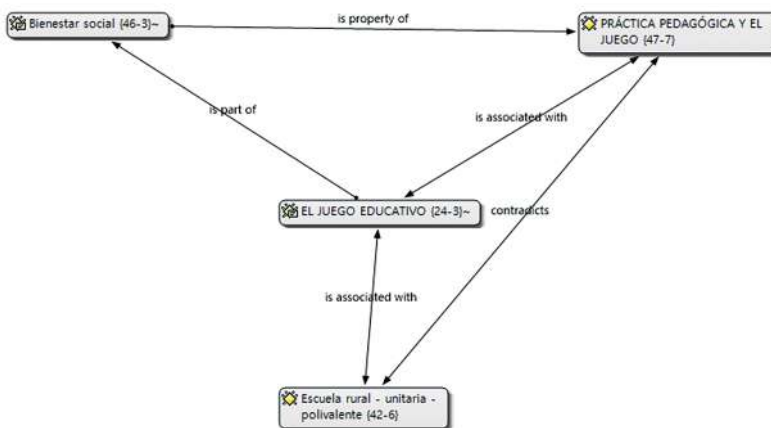 Bienestar social {46-3}~
is property of
PRÁCTICA PEDAGÓGICA Y EL
JUEGO {47-7}
is part of
is associated with
EL JUEGO EDUCATIVO {24-3}~
contradicts
is associated with
Escuela rural - unitaria -
polivalente {42-6}